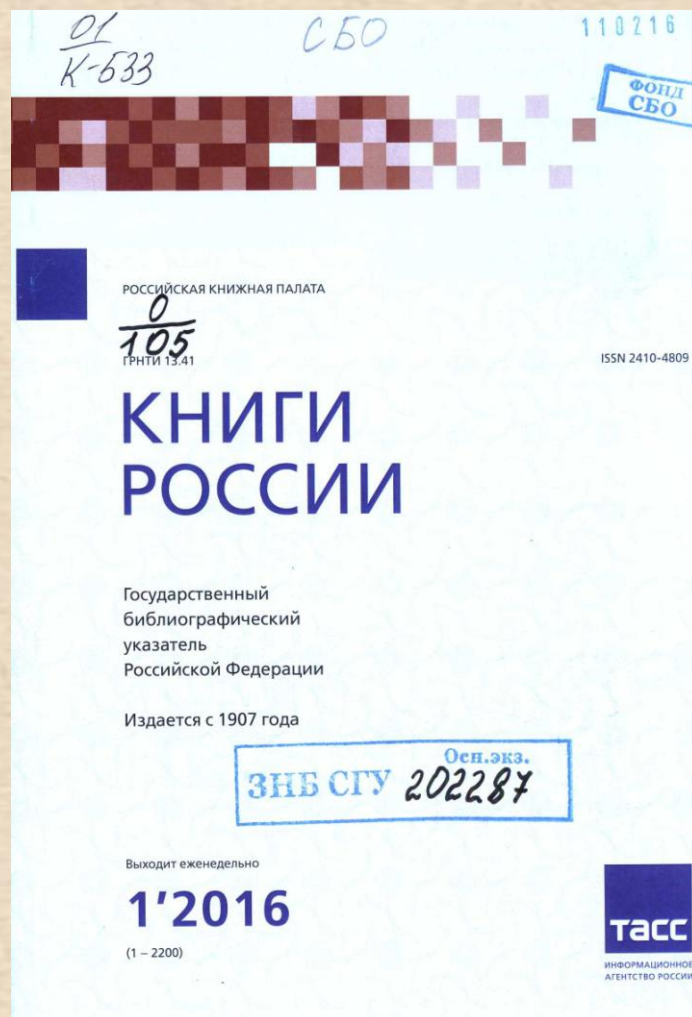 01
К-533
СБО
110216
ФОНД
СБО
РОССИЙСКАЯ КНИЖНАЯ ПАЛАТА
0
105
ГРНТИ 13.41
ISSN 2410-4809
КНИГИ
РОССИИ
Государственный
библиографический
указатель
Российской Федерации
Издается с 1907 года
Осн.экз.
ЗНБ СГУ 202287
Выходит еженедельно
1’2016
(1 – 2200)
тасс
ИНФОРМАЦИОННОЕ
АГЕНТСТВО РОССИИ